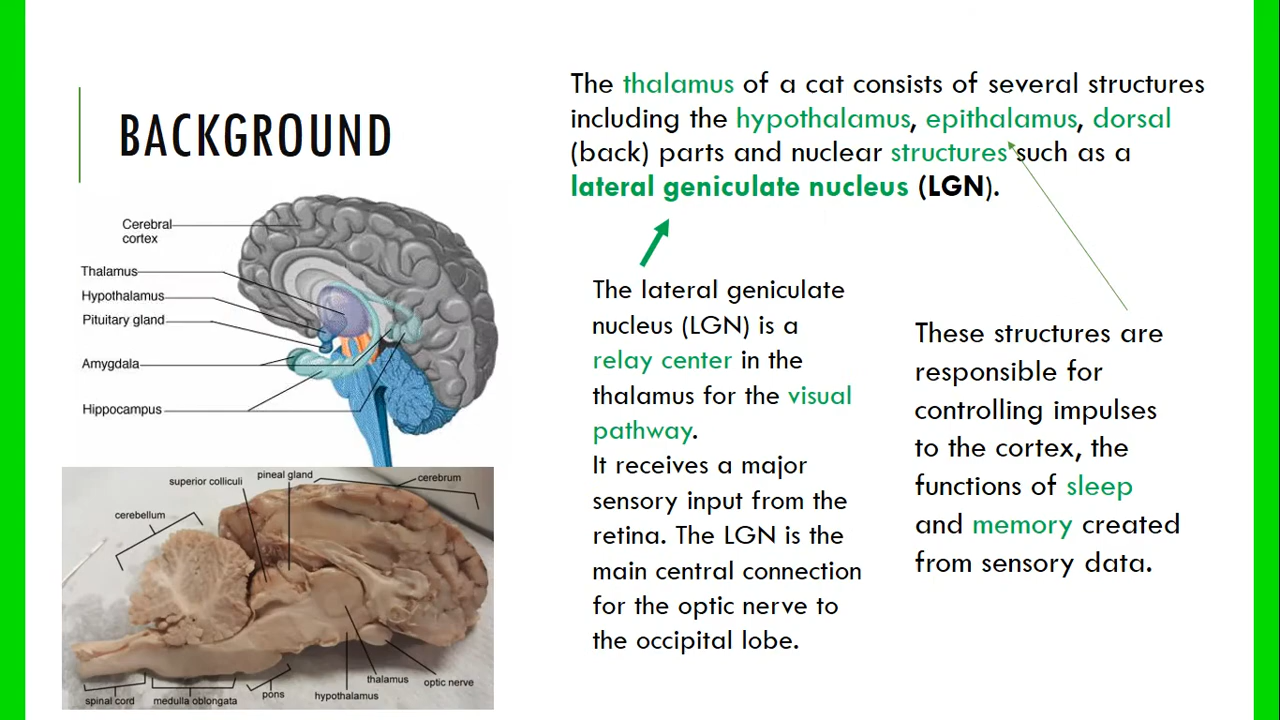 BACKGROUND
The thalamus of a cat consists of several structures
including the hypothalamus, epithalamus, dorsal
(back) parts and nuclear structures such as a
lateral geniculate nucleus (LGN).
Cerebral
cortex
Thalamus
Hypothalamus
Pituitary gland
Amygdala
Hippocampus
The lateral geniculate
nucleus (LGN) is a
relay center in the
thalamus for the visual
pathway.
It receives a major
sensory input from the
retina. The LGN is the
main central connection
for the optic nerve to
the occipital lobe.
These structures are
responsible for
controlling impulses
to the cortex, the
functions of sleep
and memory created
from sensory data.
superior colliculi
pineal gland
cerebrum
cerebellum
spinal cord
medulla oblongata
pons
hypothalamus
thalamus
optic nerve